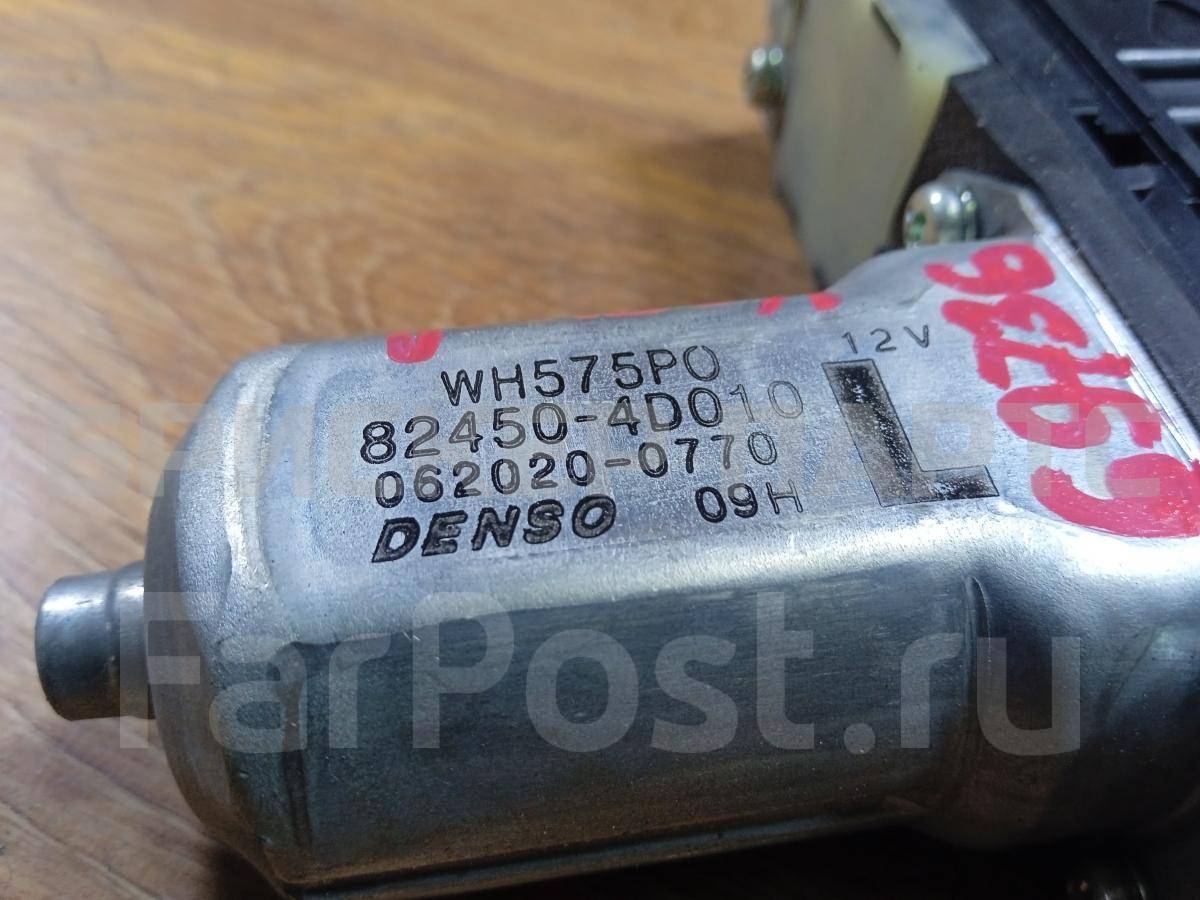 WH575P0
82450-4D010
062020-0770
DENSO 09H
12V
L
FarPost.ru